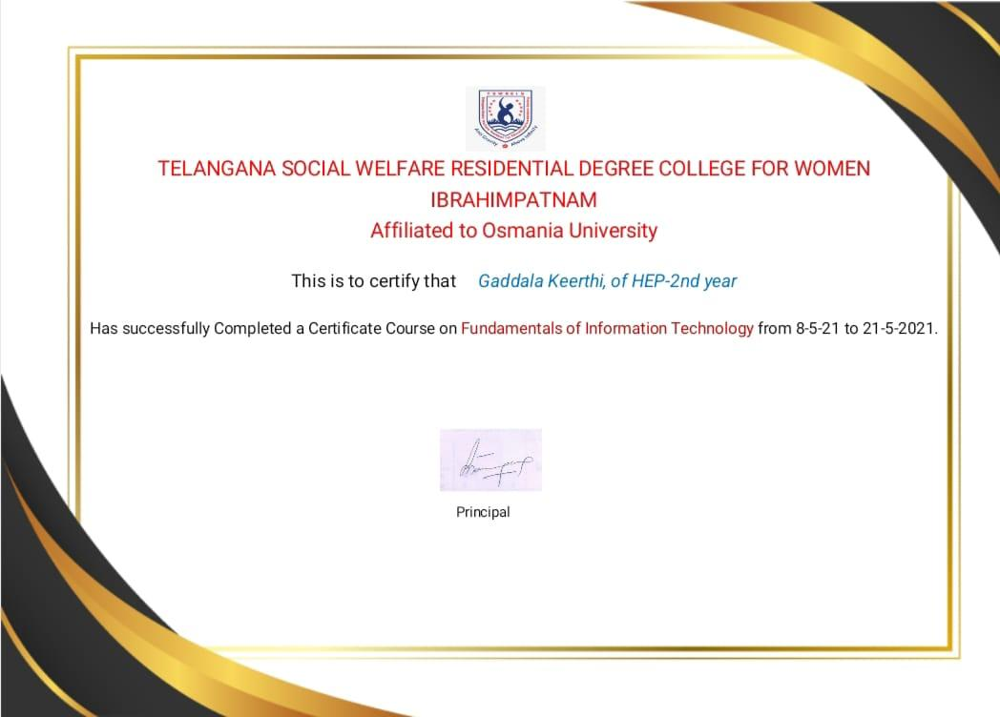 TELANGANA SOCIAL WELFARE RESIDENTIAL DEGREE COLLEGE FOR WOMEN
IBRAHIMPATNAM
Affiliated to Osmania University
This is to certify that Gaddala Keerthi, of HEP-2nd year
Has successfully Completed a Certificate Course on Fundamentals of Information Technology from 8-5-21 to 21-5-2021.
Principal